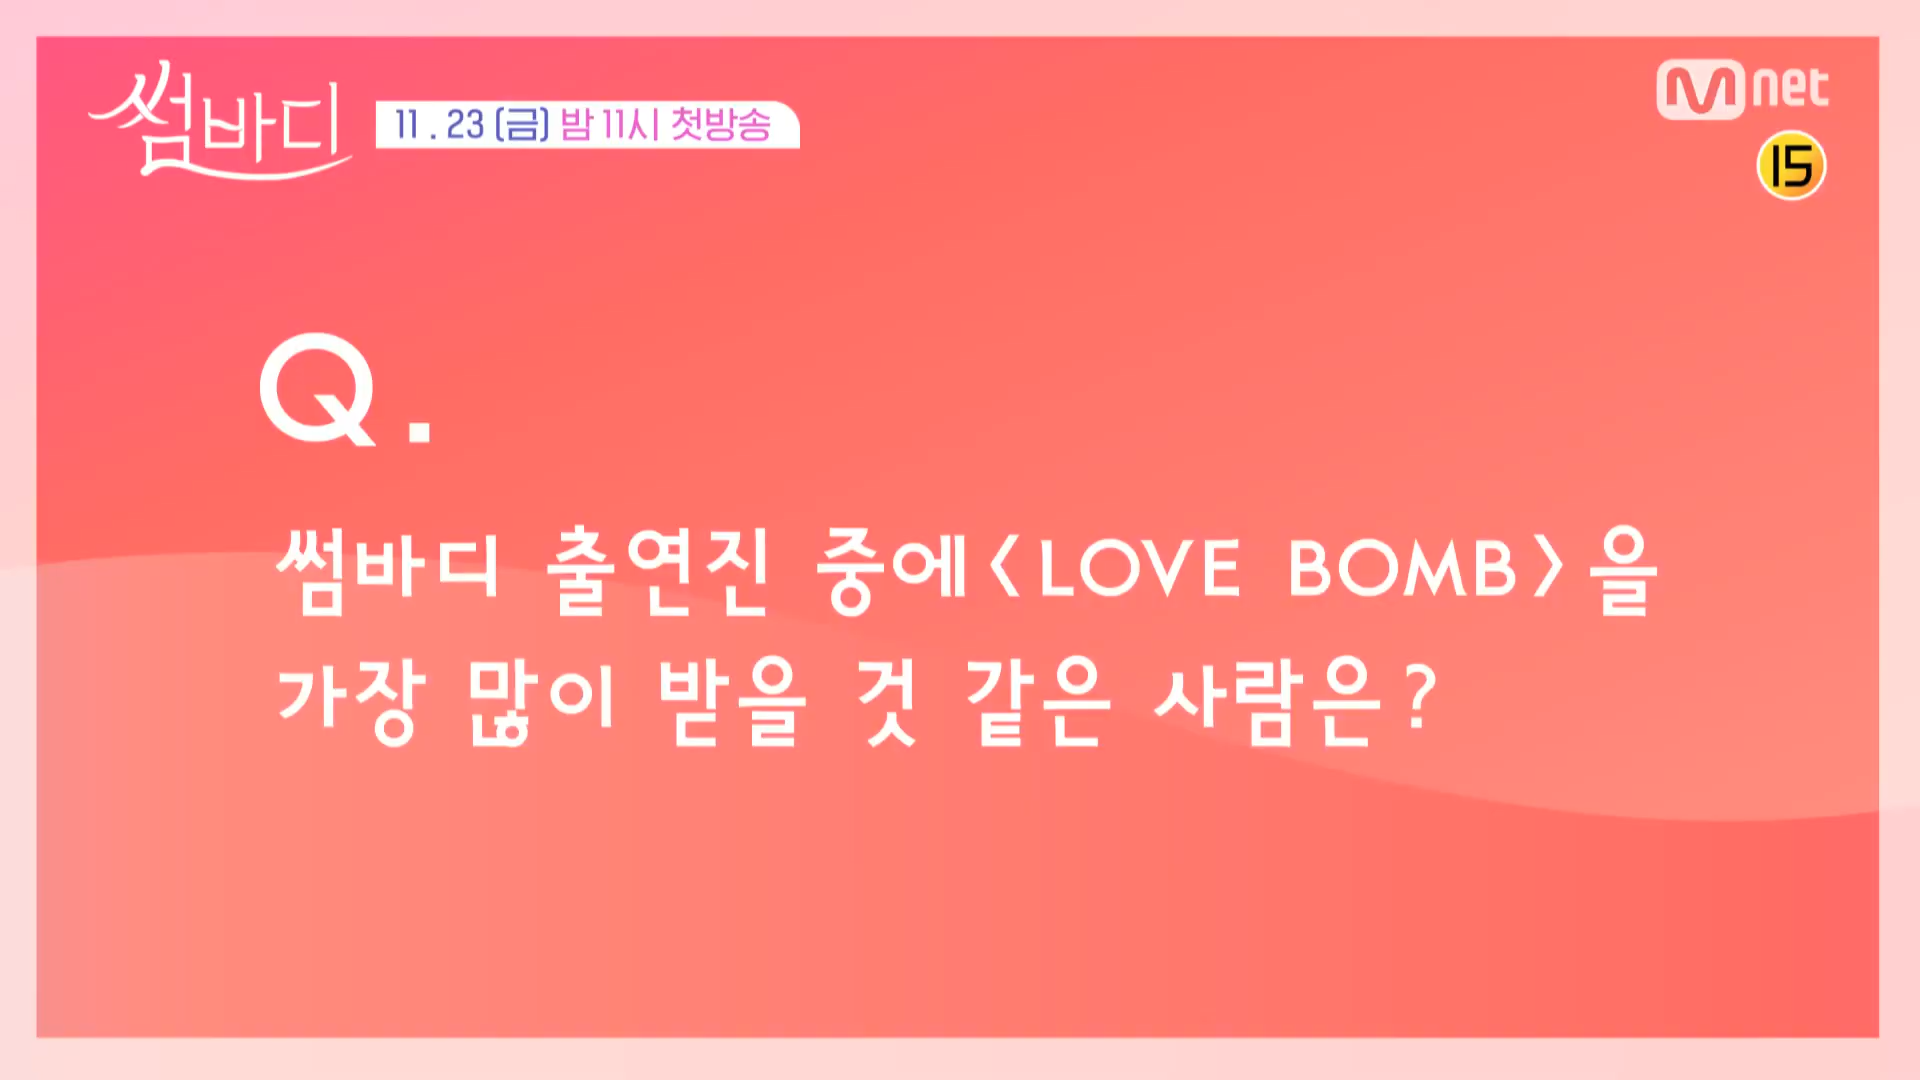 썸바디
11.23(금) 밤 11시 첫방송
Mnet
15
Q.
썸바디 출연진 중에<LOVE BOMB>을
가장 많이 받을 것 같은 사람은?